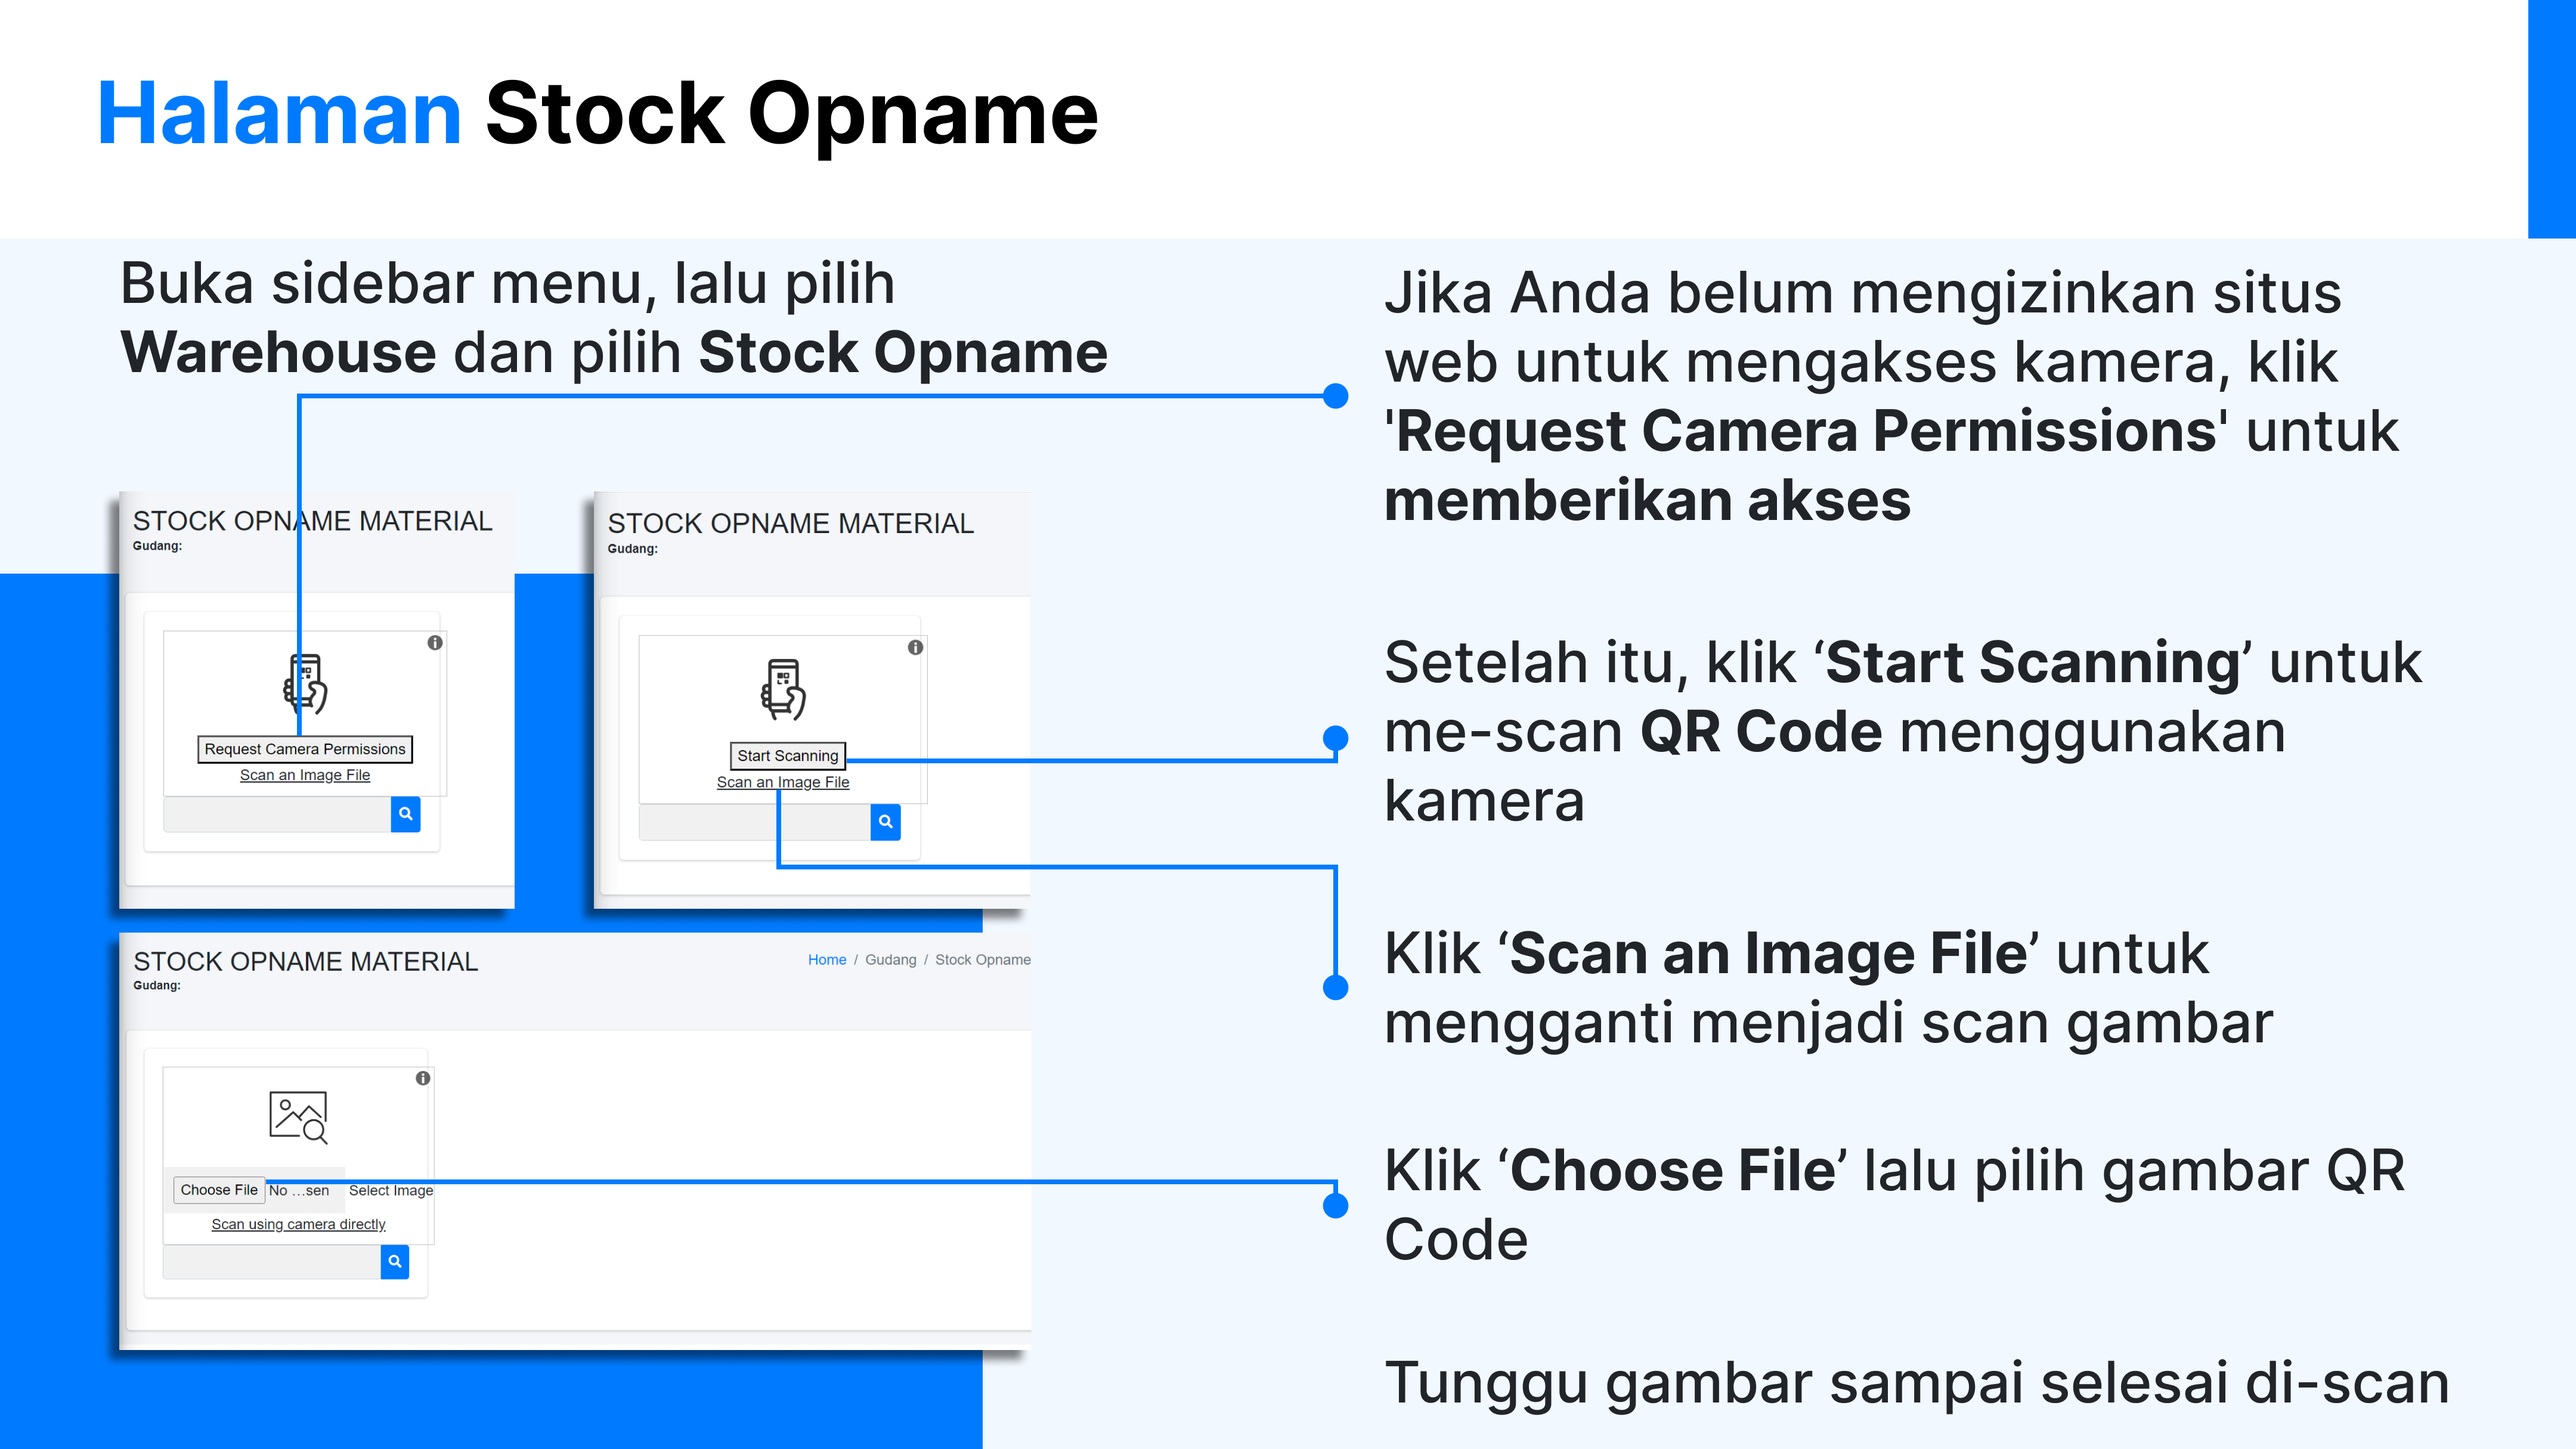 Halaman Stock Opname
Buka sidebar menu, lalu pilih
Warehouse dan pilih Stock Opname
STOCK OPNAME MATERIAL
Gudang:
Request Camera Permissions
Scan an Image File
STOCK OPNAME MATERIAL
Gudang:
Start Scanning
Scan an Image File
STOCK OPNAME MATERIAL
Home / Gudang / Stock Opname
Gudang:
Choose File No ...sen Select Image
Scan using camera directly
Jika Anda belum mengizinkan situs
web untuk mengakses kamera, klik
'Request Camera Permissions' untuk
memberikan akses
Setelah itu, klik ‘Start Scanning’ untuk
me-scan QR Code menggunakan
kamera
Klik ‘Scan an Image File’ untuk
mengganti menjadi scan gambar
Klik ‘Choose File’ lalu pilih gambar QR
Code
Tunggu gambar sampai selesai di-scan